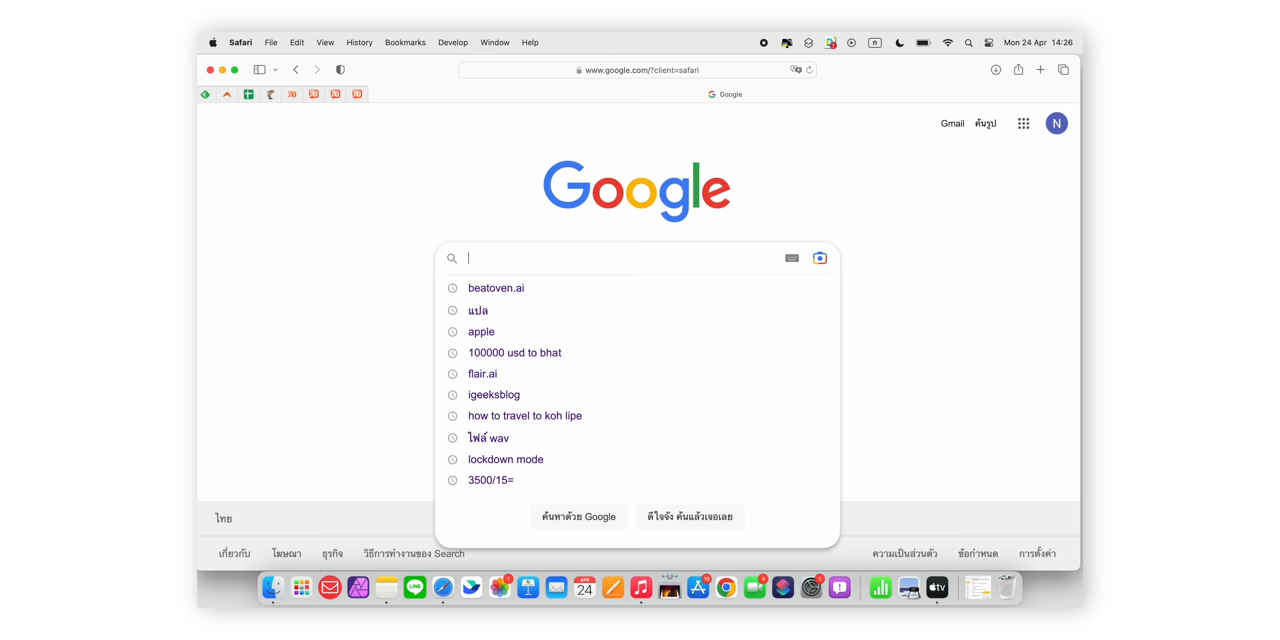 Safari File Edit View History Bookmarks Develop Window Help Mon 24 Apr 14:26
www.google.com/?client=safari
Google
Gmail ค้นรูป N
Google
beatoven.ai
แปล
apple
100000 usd to bhat
flair.ai
igeeksblog
how to travel to koh lipe
ไฟล์ wav
lockdown mode
3500/15=
ค้นหาด้วย Google ดีใจจัง ค้นแล้วเจอเลย
ไทย
เกี่ยวกับ โฆษณา ธุรกิจ วิธีการทำงานของ Search ความเป็นส่วนตัว ข้อกำหนด การตั้งค่า
LINE APR 24 tv